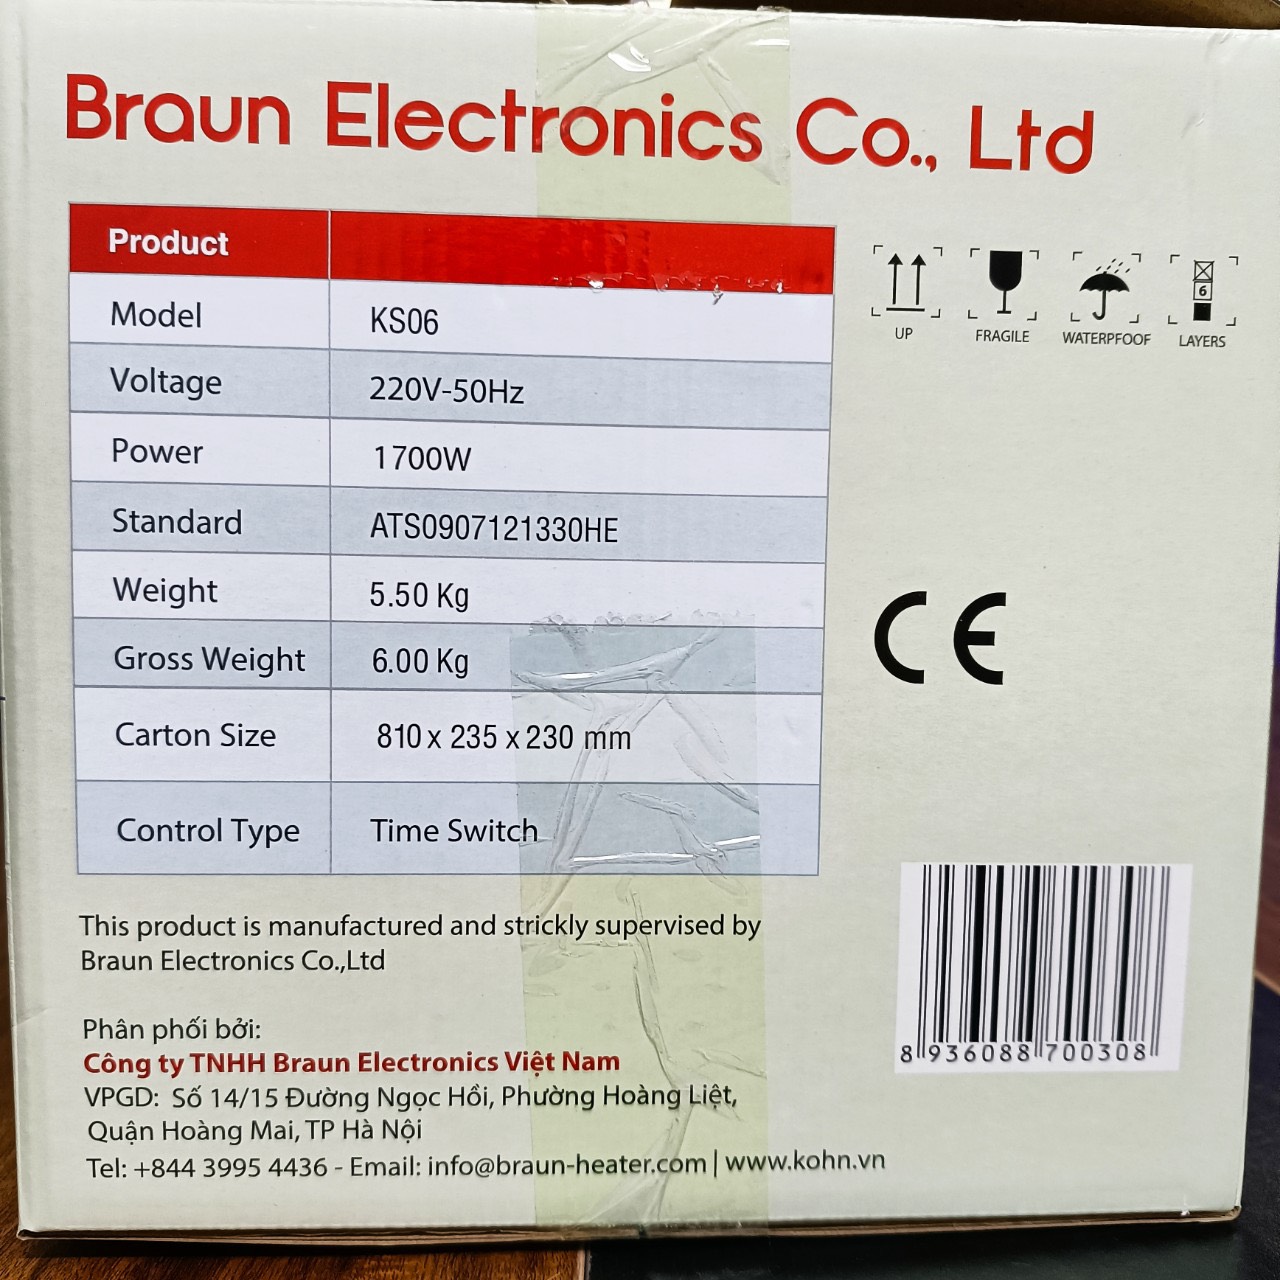 Braun Electronics Co., Ltd
Product
Model KS06
Voltage 220V-50Hz
Power 1700W
Standard ATS0907121330HE
Weight 5.50 Kg
Gross Weight 6.00 Kg
Carton Size 810 x 235 x 230 mm
Control Type Time Switch
UP FRAGILE WATERPFOOF LAYERS
6
CE
This product is manufactured and strickly supervised by
Braun Electronics Co.,Ltd
Phân phối bởi:
Công ty TNHH Braun Electronics Việt Nam
VPGD: Số 14/15 Đường Ngọc Hồi, Phường Hoàng Liệt,
Quận Hoàng Mai, TP Hà Nội
Tel: +844 3995 4436 - Email: info@braun-heater.com | www.kohn.vn
8 936088 700308